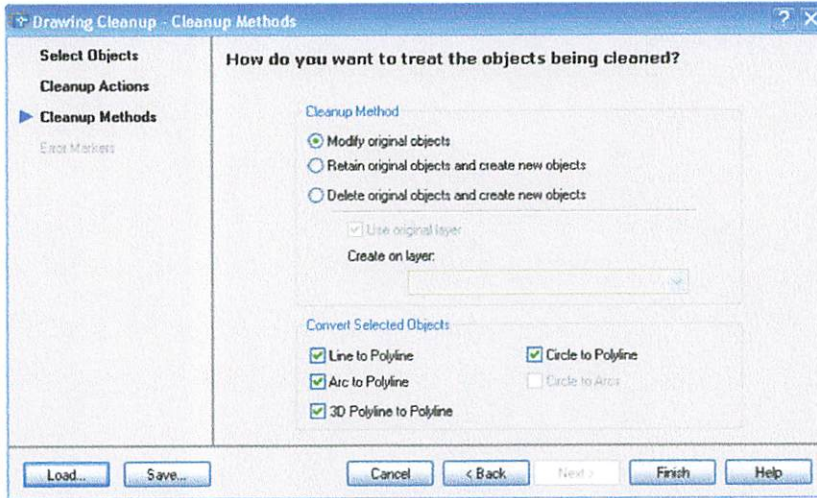 Drawing Cleanup - Cleanup Methods
Select Objects
Cleanup Actions
Cleanup Methods
Error Markers
How do you want to treat the objects being cleaned?
Cleanup Method
Modify original objects
Retain original objects and create new objects
Delete original objects and create new objects
Use original layer
Create on layer:
Convert Selected Objects
Line to Polyline
Circle to Polyline
Arc to Polyline
Circle to Arcs
3D Polyline to Polyline
Load... Save... Cancel < Back Next > Finish Help